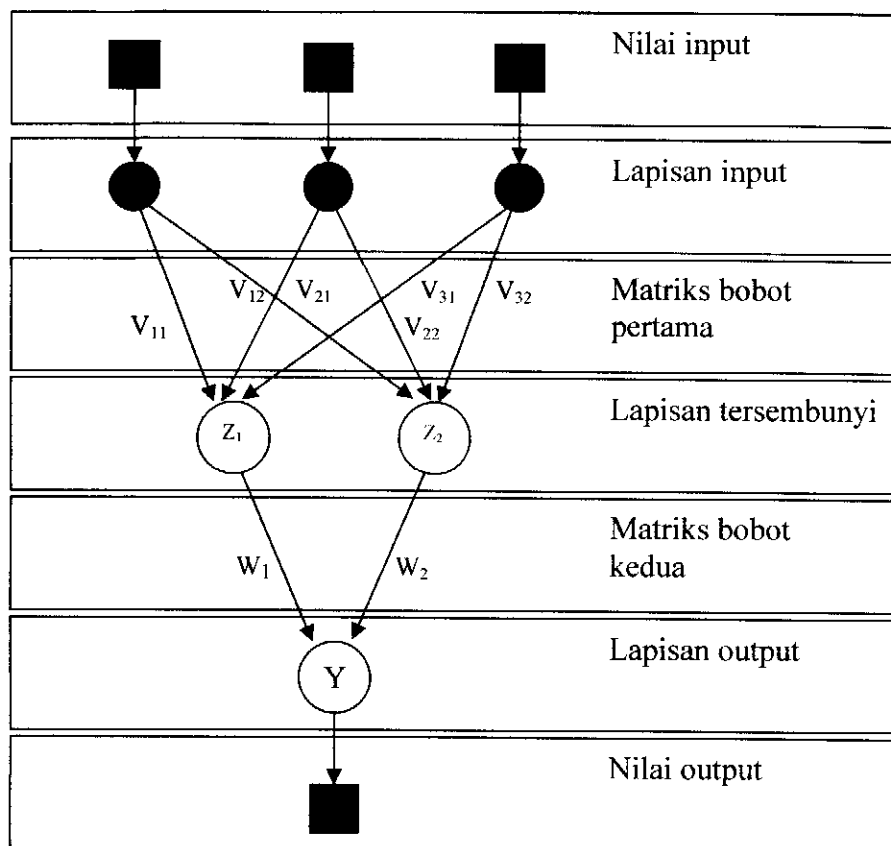 Nilai input
Lapisan input
V₁₁
V₁₂
V₂₁
V₂₂
V₃₁
V₃₂
Matriks bobot
pertama
Z₁
Z₂
Lapisan tersembunyi
W₁
W₂
Matriks bobot
kedua
Y
Lapisan output
Nilai output